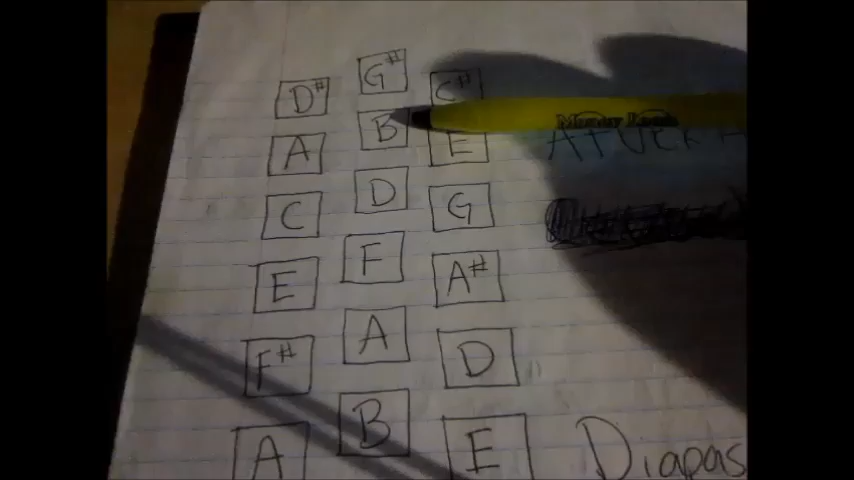 D# G# C#
A B E
C D G
E F A#
F# A D
A B E
Diapas